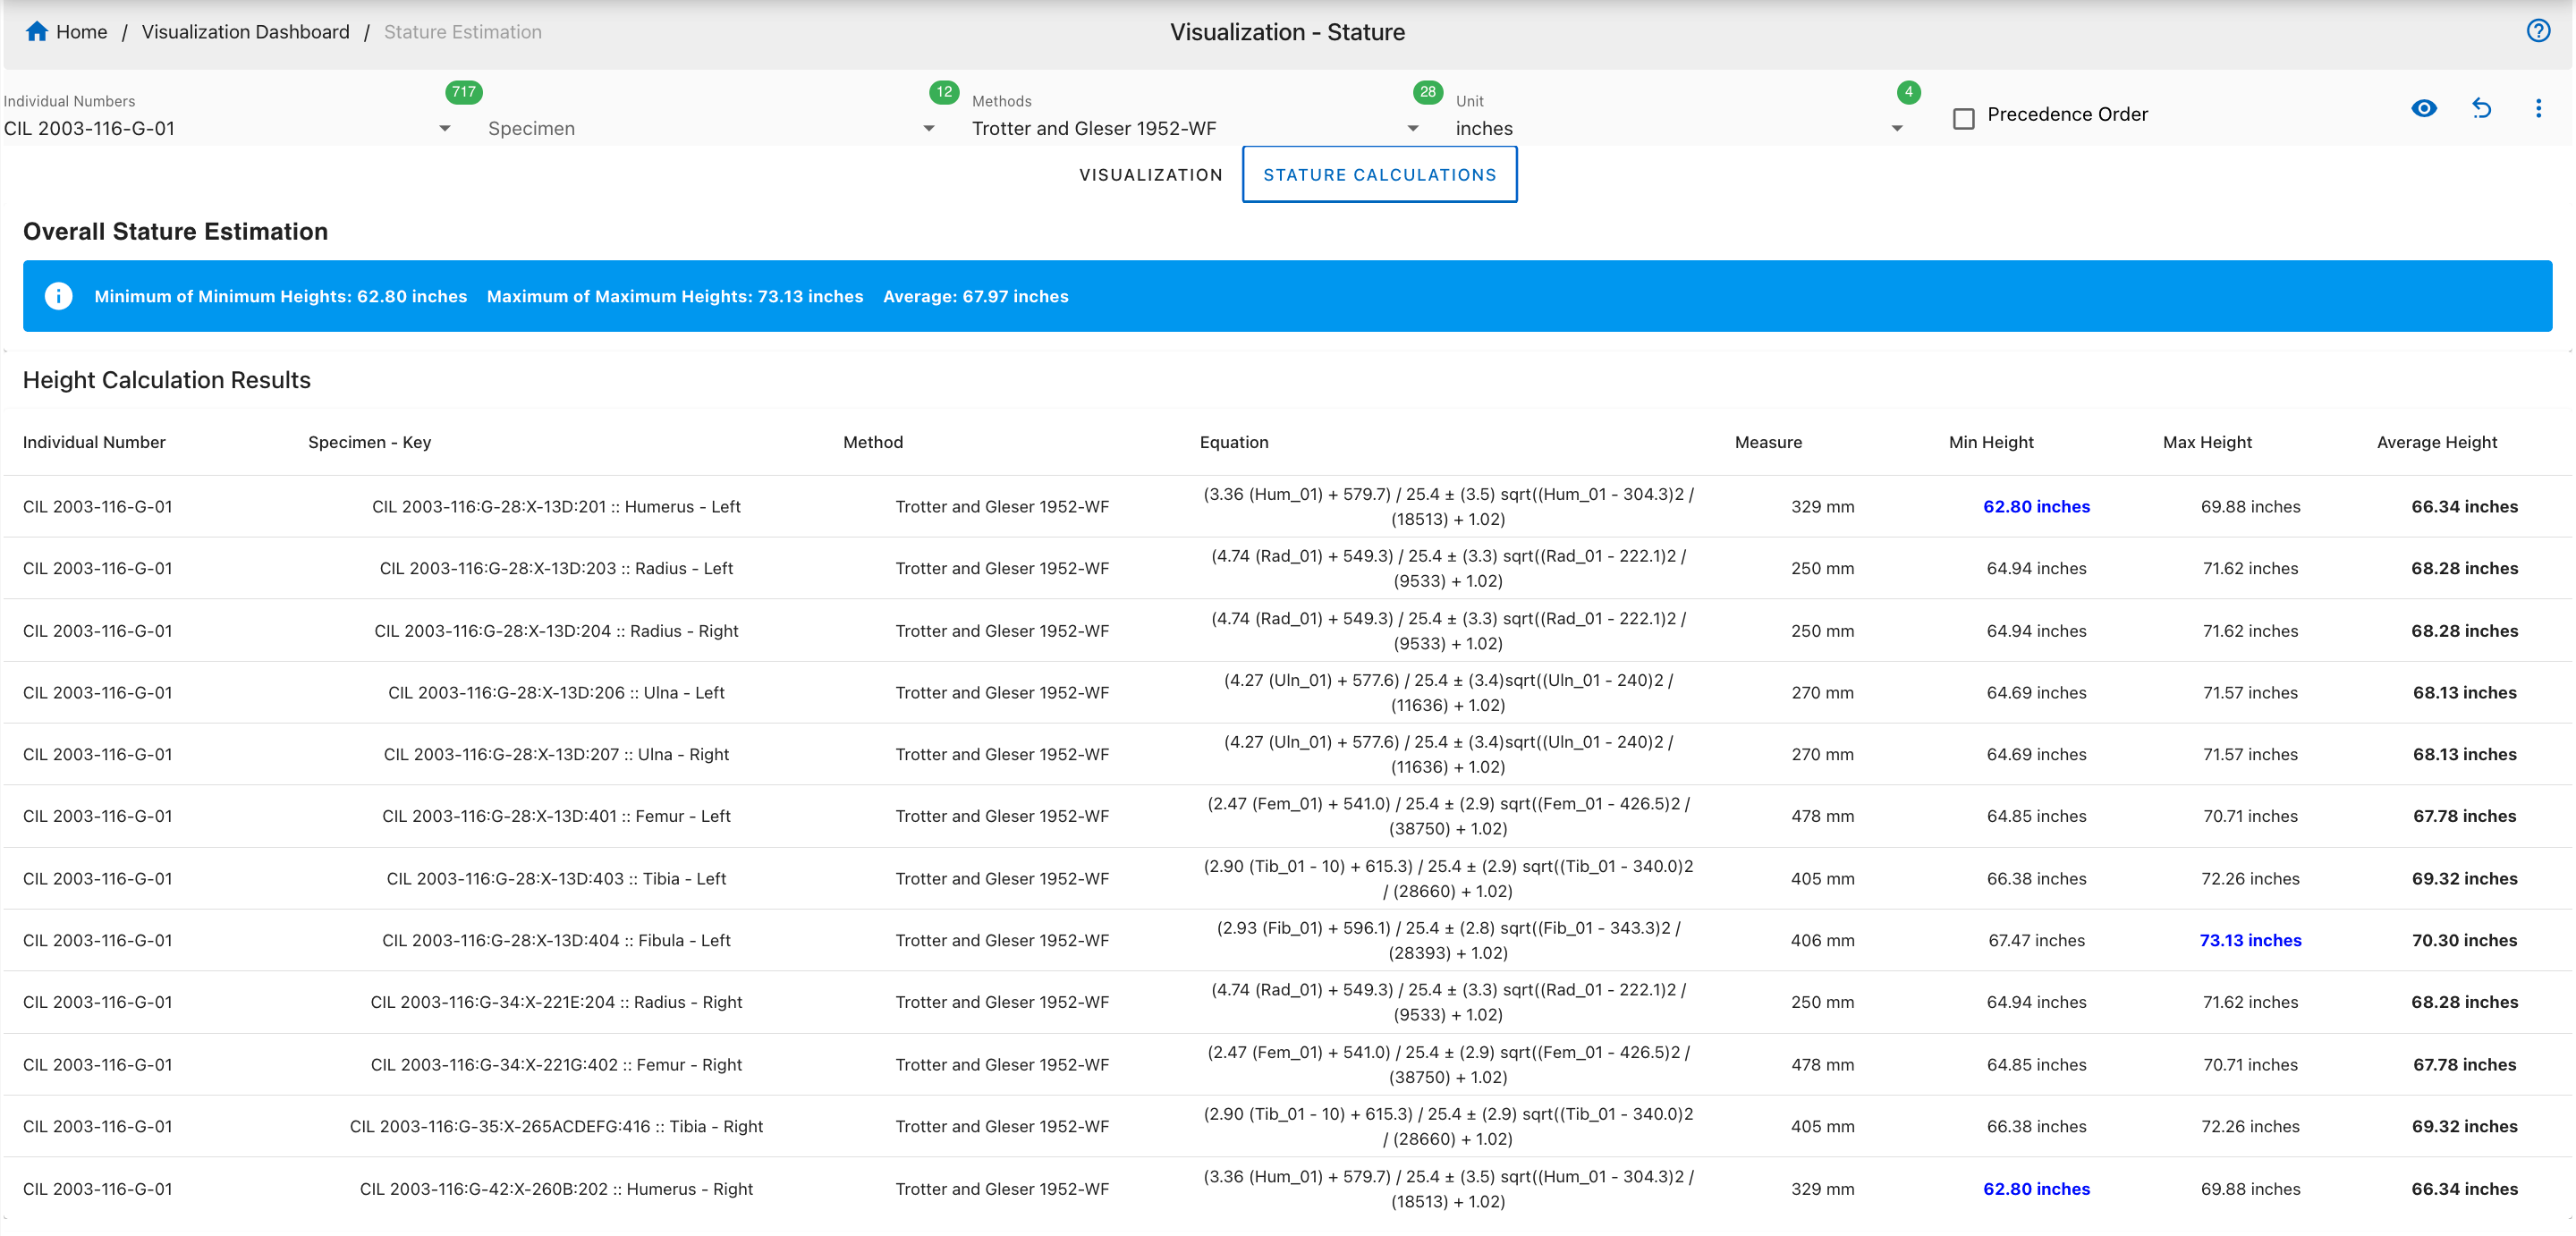 Home / Visualization Dashboard / Stature Estimation
Visualization - Stature
717
12
28
4
Individual Numbers
CIL 2003-116-G-01
Specimen
Methods
Trotter and Gleser 1952-WF
Unit
inches
Precedence Order
VISUALIZATION
STATURE CALCULATIONS
Overall Stature Estimation
Minimum of Minimum Heights: 62.80 inches Maximum of Maximum Heights: 73.13 inches Average: 67.97 inches
Height Calculation Results
Individual Number Specimen - Key Method Equation Measure Min Height Max Height Average Height
CIL 2003-116-G-01 CIL 2003-116:G-28:X-13D:201 :: Humerus - Left Trotter and Gleser 1952-WF (3.36 (Hum_01) + 579.7) / 25.4 ± (3.5) sqrt((Hum_01 - 304.3)2 / 329 mm 62.80 inches 69.88 inches 66.34 inches
(18513) + 1.02)
CIL 2003-116-G-01 CIL 2003-116:G-28:X-13D:203 :: Radius - Left Trotter and Gleser 1952-WF (4.74 (Rad_01) + 549.3) / 25.4 ± (3.3) sqrt((Rad_01 - 222.1)2 / 250 mm 64.94 inches 71.62 inches 68.28 inches
(9533) + 1.02)
CIL 2003-116-G-01 CIL 2003-116:G-28:X-13D:204 :: Radius - Right Trotter and Gleser 1952-WF (4.74 (Rad_01) + 549.3) / 25.4 ± (3.3) sqrt((Rad_01 - 222.1)2 / 250 mm 64.94 inches 71.62 inches 68.28 inches
(9533) + 1.02)
CIL 2003-116-G-01 CIL 2003-116:G-28:X-13D:206 :: Ulna - Left Trotter and Gleser 1952-WF (4.27 (Uln_01) + 577.6) / 25.4 ± (3.4)sqrt((Uln_01 - 240)2 / 270 mm 64.69 inches 71.57 inches 68.13 inches
(11636) + 1.02)
CIL 2003-116-G-01 CIL 2003-116:G-28:X-13D:207 :: Ulna - Right Trotter and Gleser 1952-WF (4.27 (Uln_01) + 577.6) / 25.4 ± (3.4)sqrt((Uln_01 - 240)2 / 270 mm 64.69 inches 71.57 inches 68.13 inches
(11636) + 1.02)
CIL 2003-116-G-01 CIL 2003-116:G-28:X-13D:401 :: Femur - Left Trotter and Gleser 1952-WF (2.47 (Fem_01) + 541.0) / 25.4 ± (2.9) sqrt((Fem_01 - 426.5)2 / 478 mm 64.85 inches 70.71 inches 67.78 inches
(38750) + 1.02)
CIL 2003-116-G-01 CIL 2003-116:G-28:X-13D:403 :: Tibia - Left Trotter and Gleser 1952-WF (2.90 (Tib_01 - 10) + 615.3) / 25.4 ± (2.9) sqrt((Tib_01 - 340.0)2 405 mm 66.38 inches 72.26 inches 69.32 inches
/ (28660) + 1.02)
CIL 2003-116-G-01 CIL 2003-116:G-28:X-13D:404 :: Fibula - Left Trotter and Gleser 1952-WF (2.93 (Fib_01) + 596.1) / 25.4 ± (2.8) sqrt((Fib_01 - 343.3)2 / 406 mm 67.47 inches 73.13 inches 70.30 inches
(28393) + 1.02)
CIL 2003-116-G-01 CIL 2003-116:G-34:X-221E:204 :: Radius - Right Trotter and Gleser 1952-WF (4.74 (Rad_01) + 549.3) / 25.4 ± (3.3) sqrt((Rad_01 - 222.1)2 / 250 mm 64.94 inches 71.62 inches 68.28 inches
(9533) + 1.02)
CIL 2003-116-G-01 CIL 2003-116:G-34:X-221G:402 :: Femur - Right Trotter and Gleser 1952-WF (2.47 (Fem_01) + 541.0) / 25.4 ± (2.9) sqrt((Fem_01 - 426.5)2 / 478 mm 64.85 inches 70.71 inches 67.78 inches
(38750) + 1.02)
CIL 2003-116-G-01 CIL 2003-116:G-35:X-265ACDEFG:416 :: Tibia - Right Trotter and Gleser 1952-WF (2.90 (Tib_01 - 10) + 615.3) / 25.4 ± (2.9) sqrt((Tib_01 - 340.0)2 405 mm 66.38 inches 72.26 inches 69.32 inches
/ (28660) + 1.02)
CIL 2003-116-G-01 CIL 2003-116:G-42:X-260B:202 :: Humerus - Right Trotter and Gleser 1952-WF (3.36 (Hum_01) + 579.7) / 25.4 ± (3.5) sqrt((Hum_01 - 304.3)2 / 329 mm 62.80 inches 69.88 inches 66.34 inches
(18513) + 1.02)